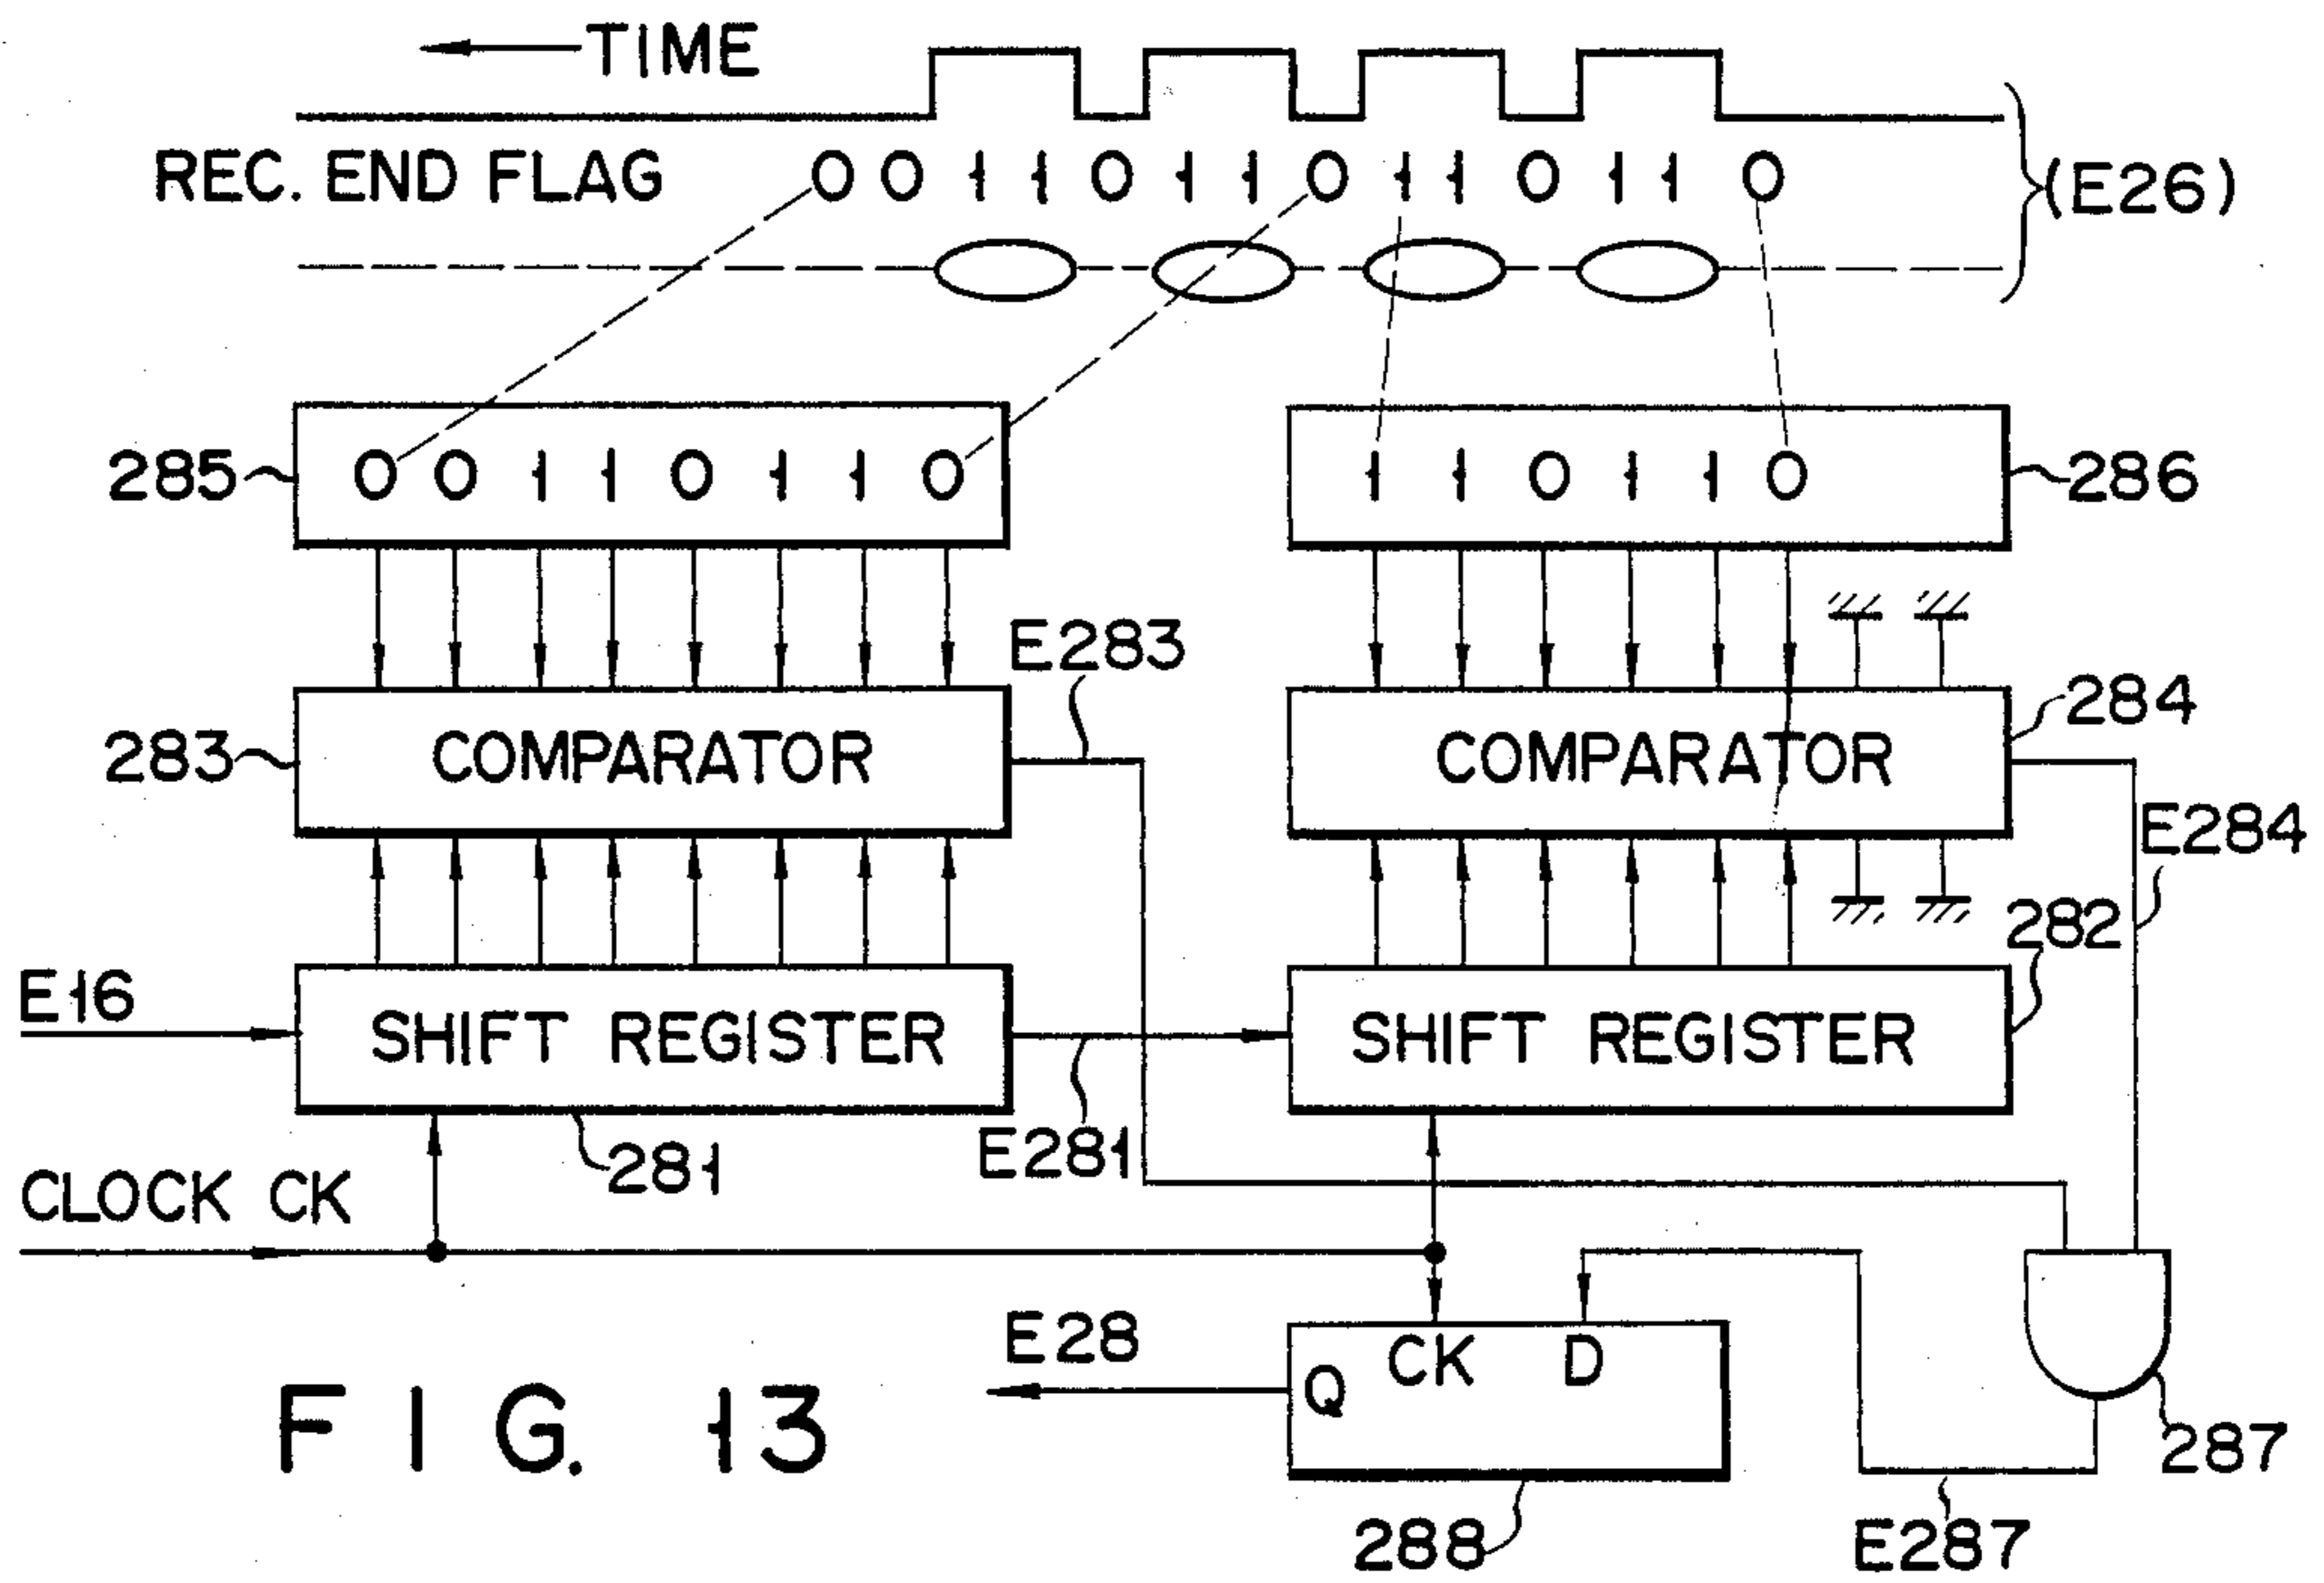 TIME
REC. END FLAG 0 0 1 1 0 1 1 0 1 1 0 1 1 0 (E26)
285 0 0 1 1 0 1 1 0
1 1 0 1 1 0 286
E283
283 COMPARATOR
COMPARATOR 284
E284
282
E16
SHIFT REGISTER
SHIFT REGISTER
E281
281
CLOCK CK
E28
Q CK D
287
288
E287
FIG. 13